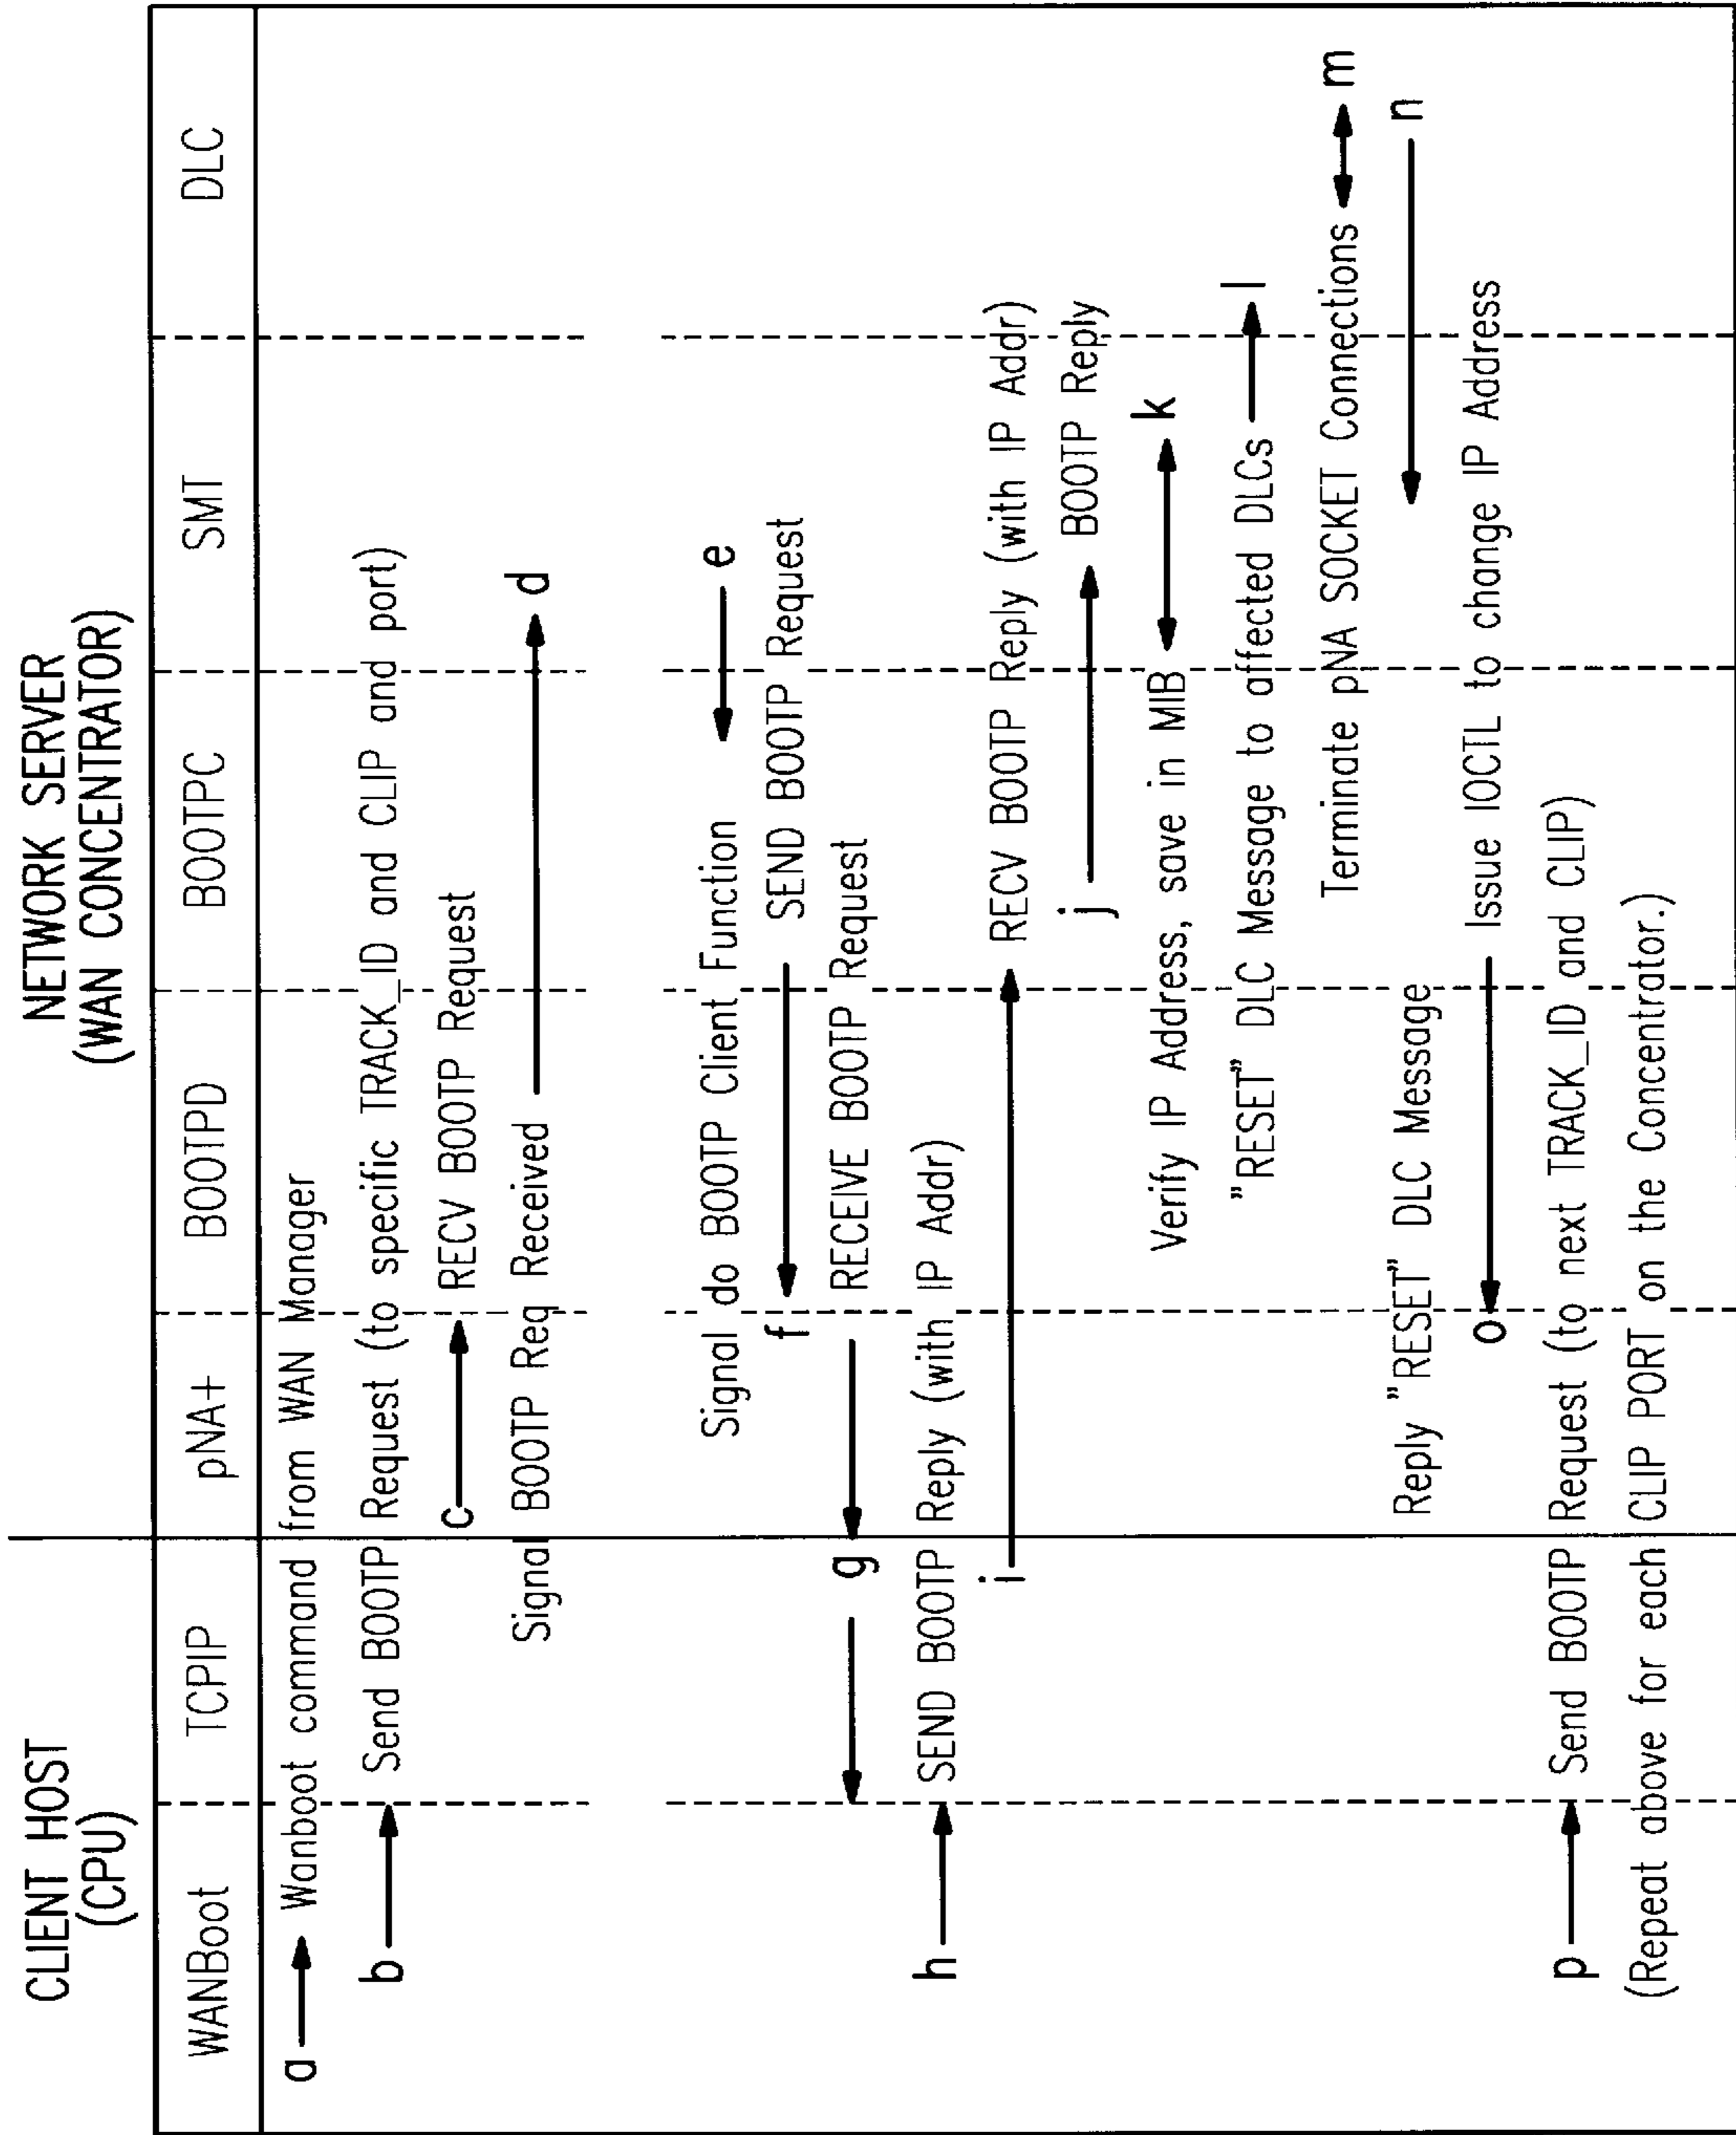 CLIENT HOST
(CPU)
NETWORK SERVER
(WAN CONCENTRATOR)
WANBoot TCPIP pNA+ BOOTPD BOOTPC SMT DLC
a Wanboot command from WAN Manager
b Send BOOTP Request (to specific TRACK_ID and CLIP and port)
c RECV BOOTP Request
Signal BOOTP Req Received d
Signal do BOOTP Client Function e
f SEND BOOTP Request
g RECEIVE BOOTP Request
h SEND BOOTP Reply (with IP Addr)
i RECV BOOTP Reply (with IP Addr)
j BOOTP Reply
Verify IP Address, save in MIB k
"RESET" DLC Message to affected DLCs l
Terminate pNA SOCKET Connections m
Reply "RESET" DLC Message n
o Issue IOCTL to change IP Address
p Send BOOTP Request (to next TRACK_ID and CLIP)
(Repeat above for each CLIP PORT on the Concentrator.)